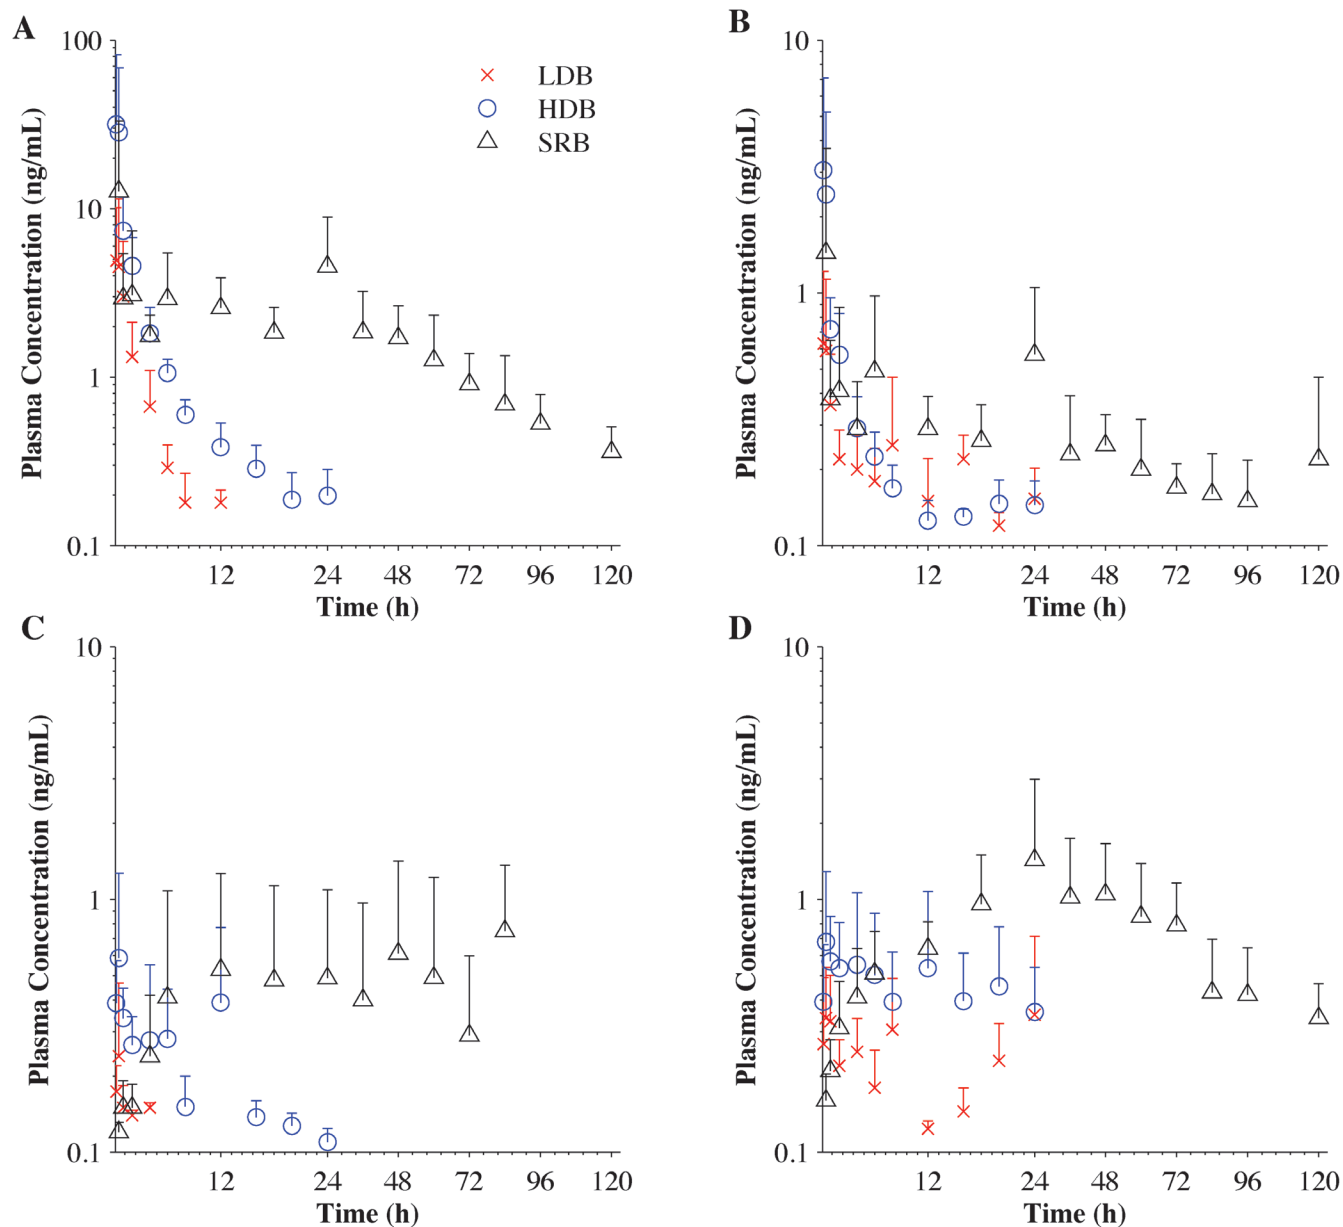 A
Plasma Concentration (ng/mL)
100
10
1
0.1
LDB
HDB
SRB
12 24 48 72 96 120
Time (h)
B
Plasma Concentration (ng/mL)
10
1
0.1
12 24 48 72 96 120
Time (h)
C
Plasma Concentration (ng/mL)
10
1
0.1
12 24 48 72 96 120
Time (h)
D
Plasma Concentration (ng/mL)
10
1
0.1
12 24 48 72 96 120
Time (h)